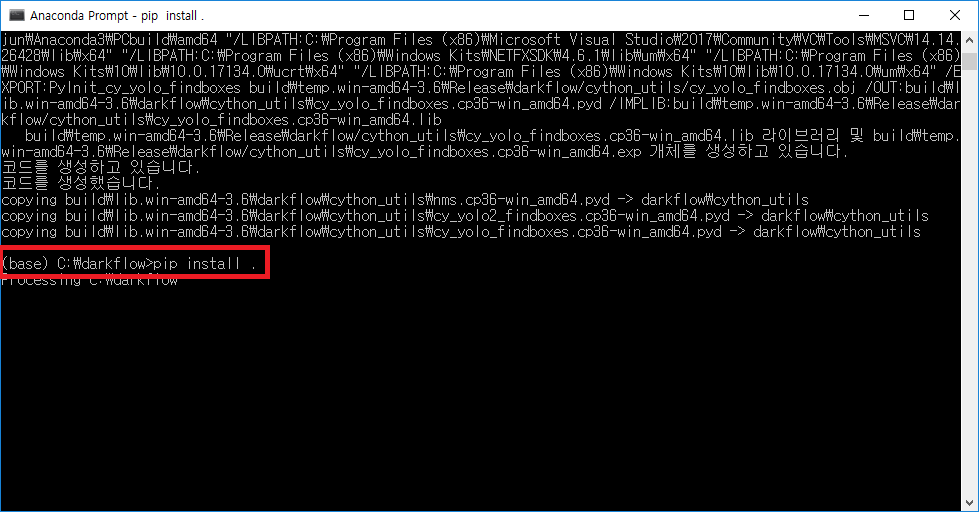 Anaconda Prompt - pip  install .
jun₩Anaconda3₩PCbuild₩amd64 "/LIBPATH:C:₩Program Files (x86)₩Microsoft Visual Studio₩2017₩Community₩VC₩Tools₩MSVC₩14.14.
26428₩lib₩x64" "/LIBPATH:C:₩Program Files (x86)₩Windows Kits₩NETFXSDK₩4.6.1₩lib₩um₩x64" "/LIBPATH:C:₩Program Files (x86)
₩Windows Kits₩10₩lib₩10.0.17134.0₩ucrt₩x64" "/LIBPATH:C:₩Program Files (x86)₩Windows Kits₩10₩lib₩10.0.17134.0₩um₩x64" /E
XPORT:PyInit_cy_yolo_findboxes build₩temp.win-amd64-3.6₩Release₩darkflow/cython_utils/cy_yolo_findboxes.obj /OUT:build₩l
ib.win-amd64-3.6₩darkflow₩cython_utils₩cy_yolo_findboxes.cp36-win_amd64.pyd /IMPLIB:build₩temp.win-amd64-3.6₩Release₩dar
kflow/cython_utils₩cy_yolo_findboxes.cp36-win_amd64.lib
build₩temp.win-amd64-3.6₩Release₩darkflow/cython_utils₩cy_yolo_findboxes.cp36-win_amd64.lib 라이브러리 및 build₩temp.
win-amd64-3.6₩Release₩darkflow/cython_utils₩cy_yolo_findboxes.cp36-win_amd64.exp 개체를 생성하고 있습니다.
코드를 생성하고 있습니다.
코드를 생성했습니다.
copying build₩lib.win-amd64-3.6₩darkflow₩cython_utils₩nms.cp36-win_amd64.pyd -> darkflow₩cython_utils
copying build₩lib.win-amd64-3.6₩darkflow₩cython_utils₩cy_yolo2_findboxes.cp36-win_amd64.pyd -> darkflow₩cython_utils
copying build₩lib.win-amd64-3.6₩darkflow₩cython_utils₩cy_yolo_findboxes.cp36-win_amd64.pyd -> darkflow₩cython_utils
(base) C:₩darkflow>pip install .
Processing c:₩darkflow